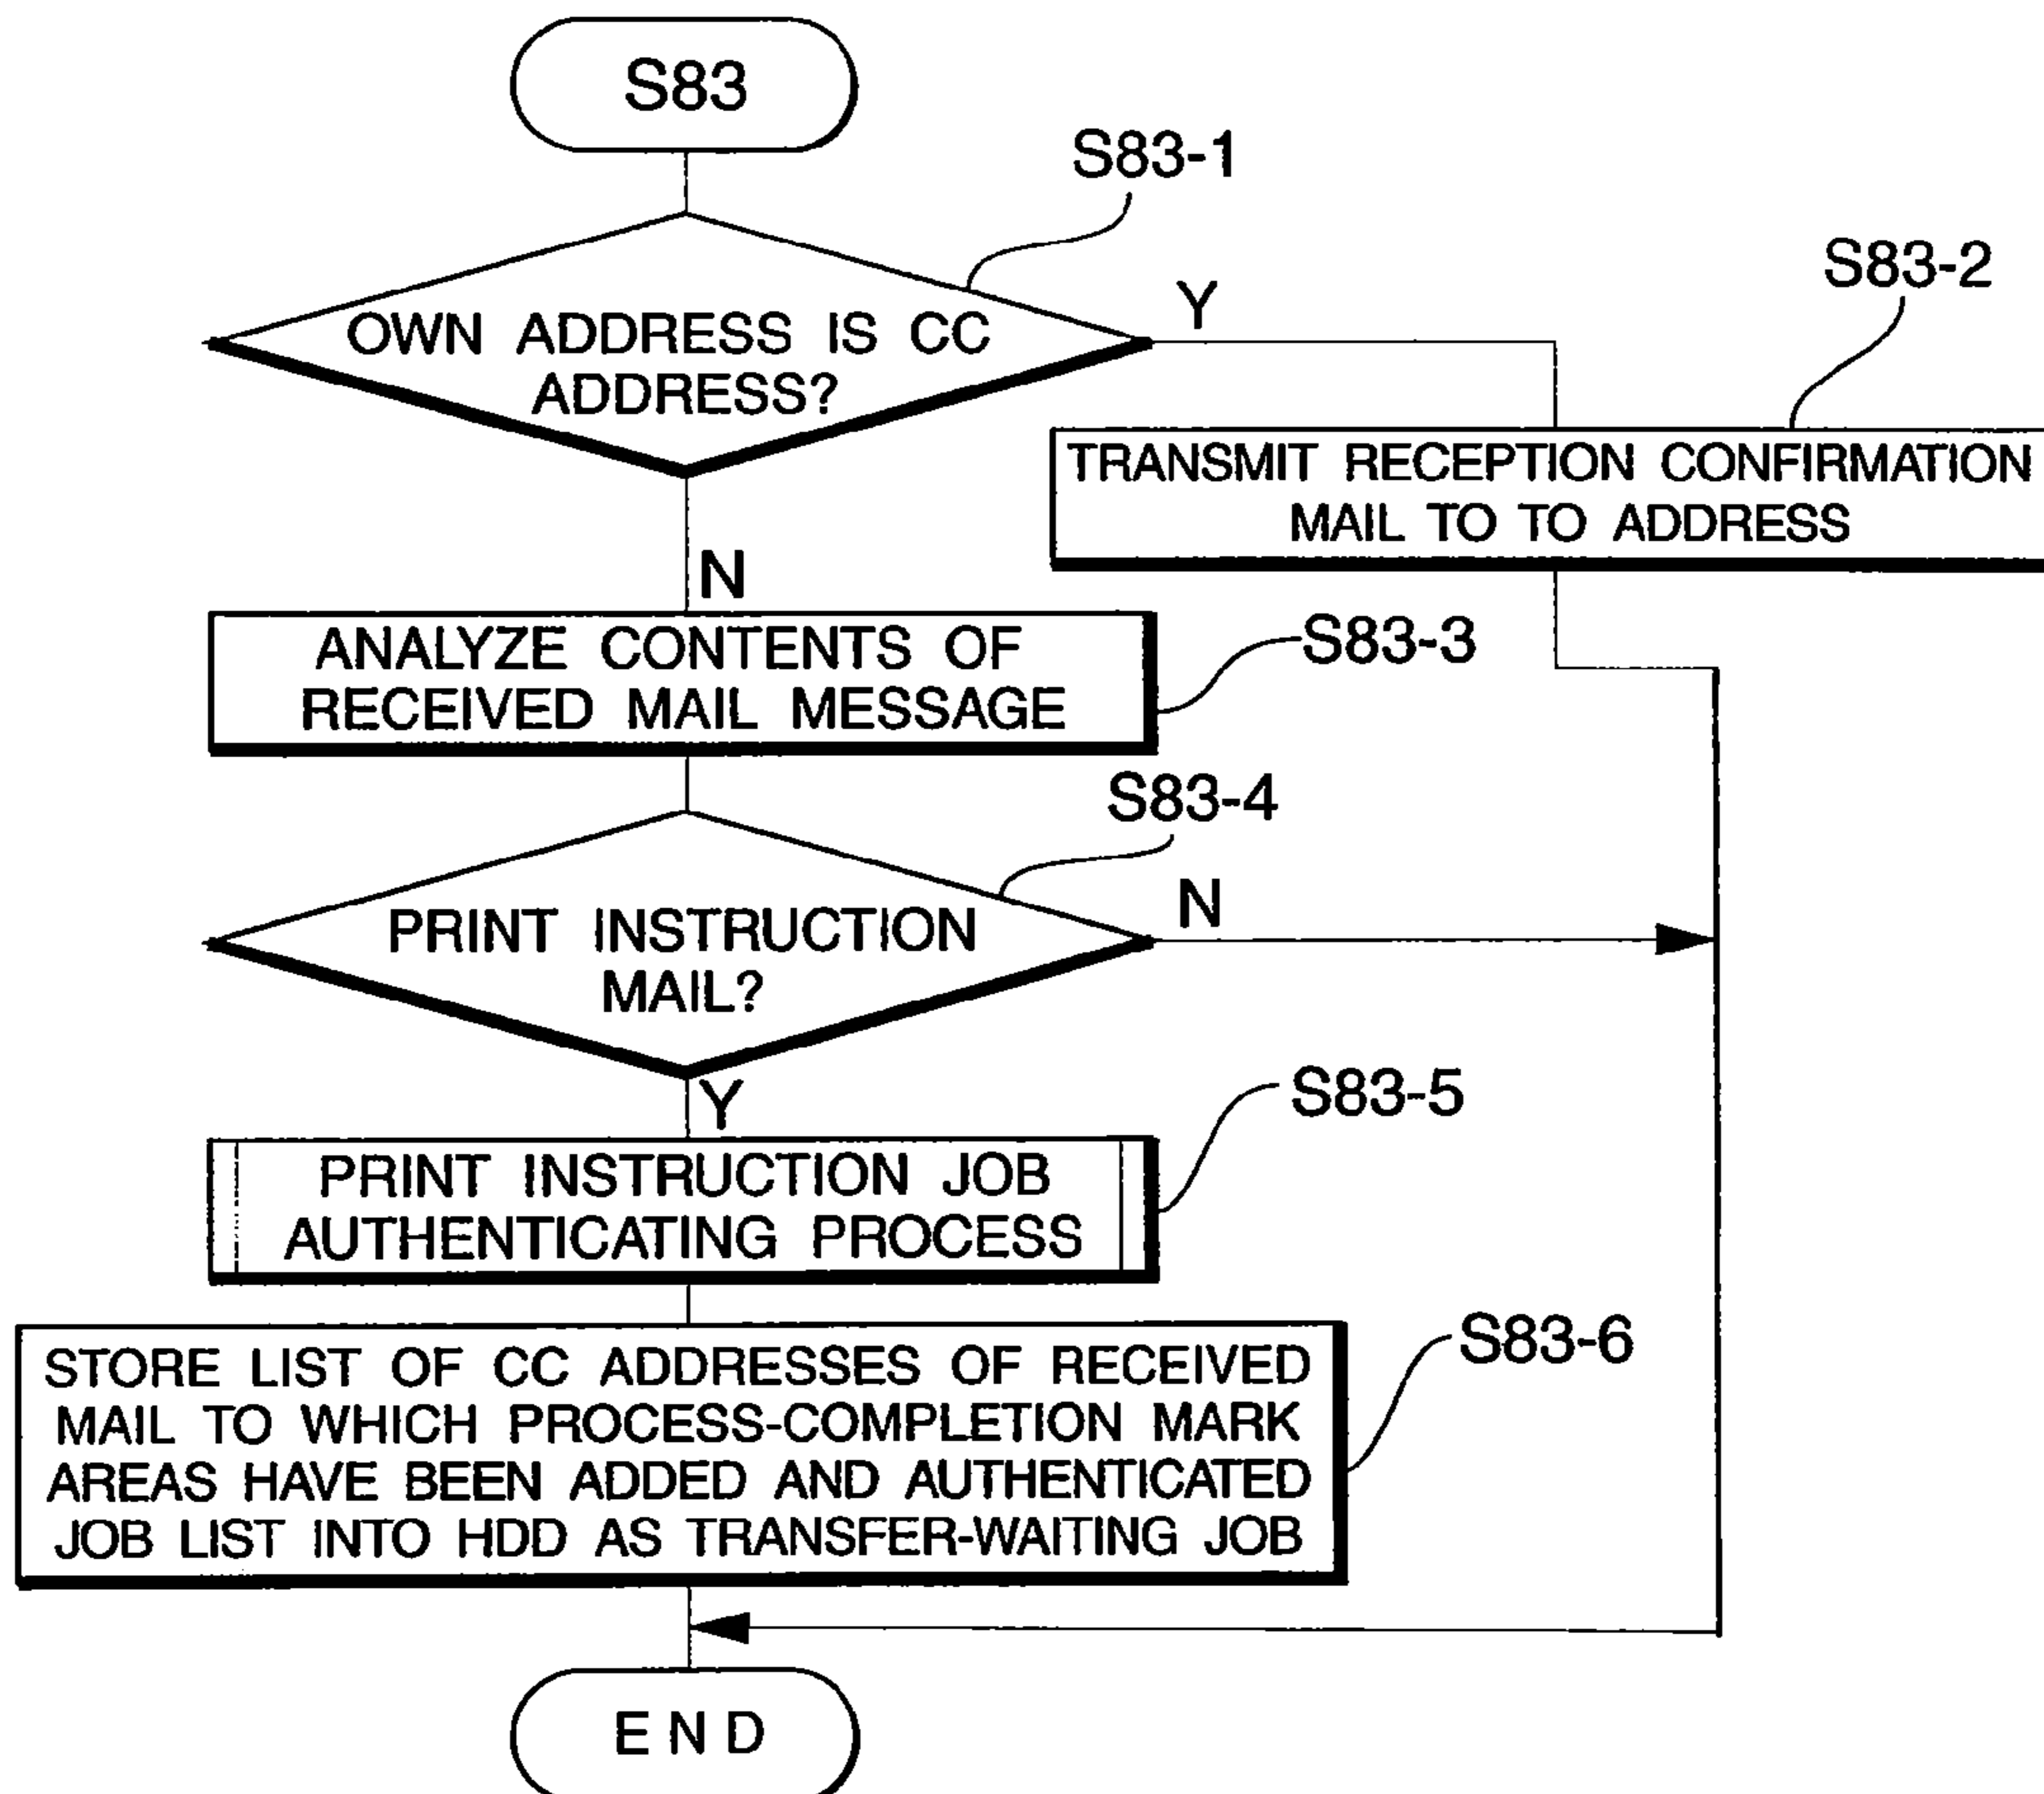 S83
S83-1
OWN ADDRESS IS CC
ADDRESS?
Y
N
S83-2
TRANSMIT RECEPTION CONFIRMATION
MAIL TO TO ADDRESS
ANALYZE CONTENTS OF
RECEIVED MAIL MESSAGE
S83-3
S83-4
PRINT INSTRUCTION
MAIL?
N
Y
S83-5
PRINT INSTRUCTION JOB
AUTHENTICATING PROCESS
S83-6
STORE LIST OF CC ADDRESSES OF RECEIVED
MAIL TO WHICH PROCESS-COMPLETION MARK
AREAS HAVE BEEN ADDED AND AUTHENTICATED
JOB LIST INTO HDD AS TRANSFER-WAITING JOB
END